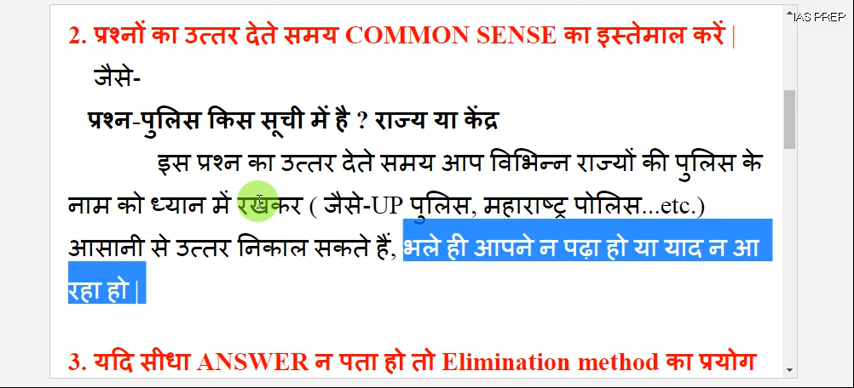 IAS PREP
2. प्रश्नों का उत्तर देते समय COMMON SENSE का इस्तेमाल करें |
जैसे-
प्रश्न-पुलिस किस सूची में है ? राज्य या केंद्र
इस प्रश्न का उत्तर देते समय आप विभिन्न राज्यों की पुलिस के
नाम को ध्यान में रखकर ( जैसे-UP पुलिस, महाराष्ट्र पोलिस...etc.)
आसानी से उत्तर निकाल सकते हैं, भले ही आपने न पढ़ा हो या याद न आ
रहा हो |
3. यदि सीधा ANSWER न पता हो तो Elimination method का प्रयोग